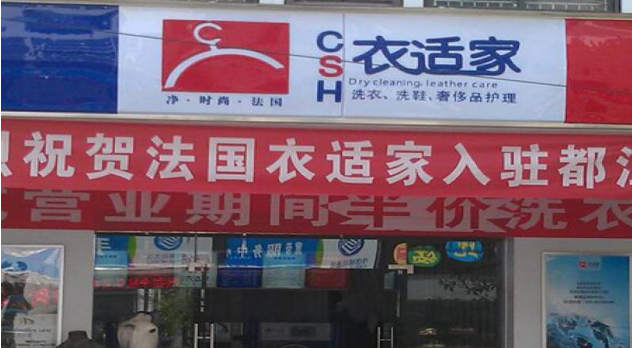 CSH
衣适家
Dry cleaning. leather care
洗衣、洗鞋、奢侈品护理
净·时尚·法国
祝贺法国衣适家入驻都
营业期间半价洗衣